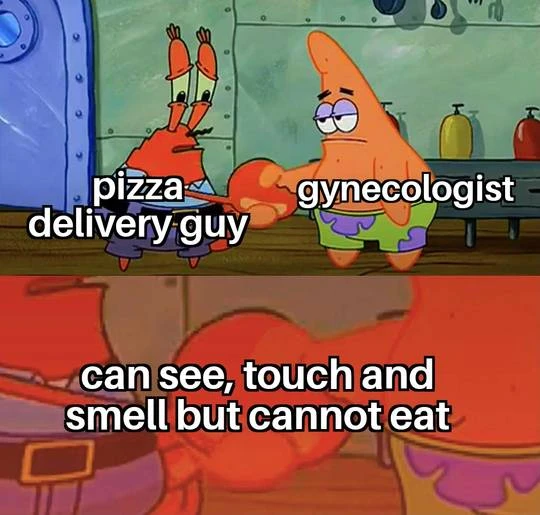 pizza
delivery guy
gynecologist
can see, touch and
smell but cannot eat